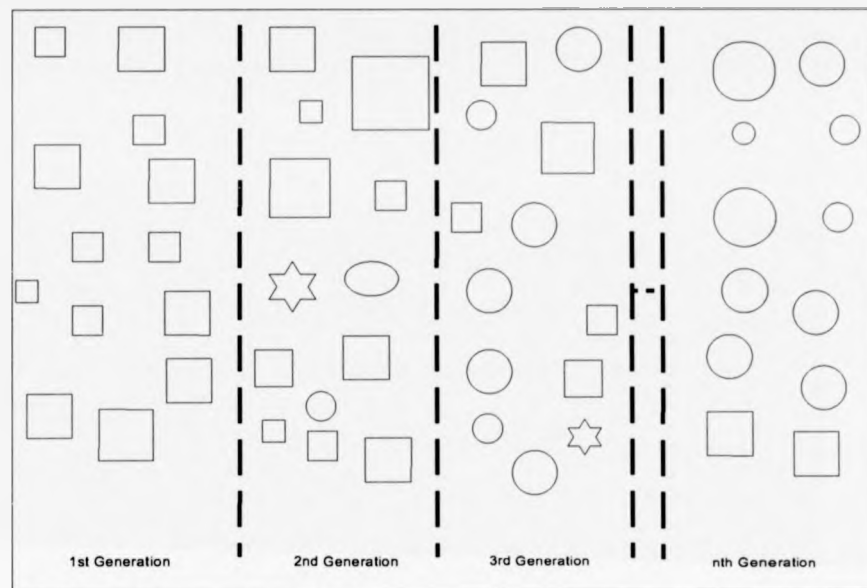 1st Generation
2nd Generation
3rd Generation
nth Generation